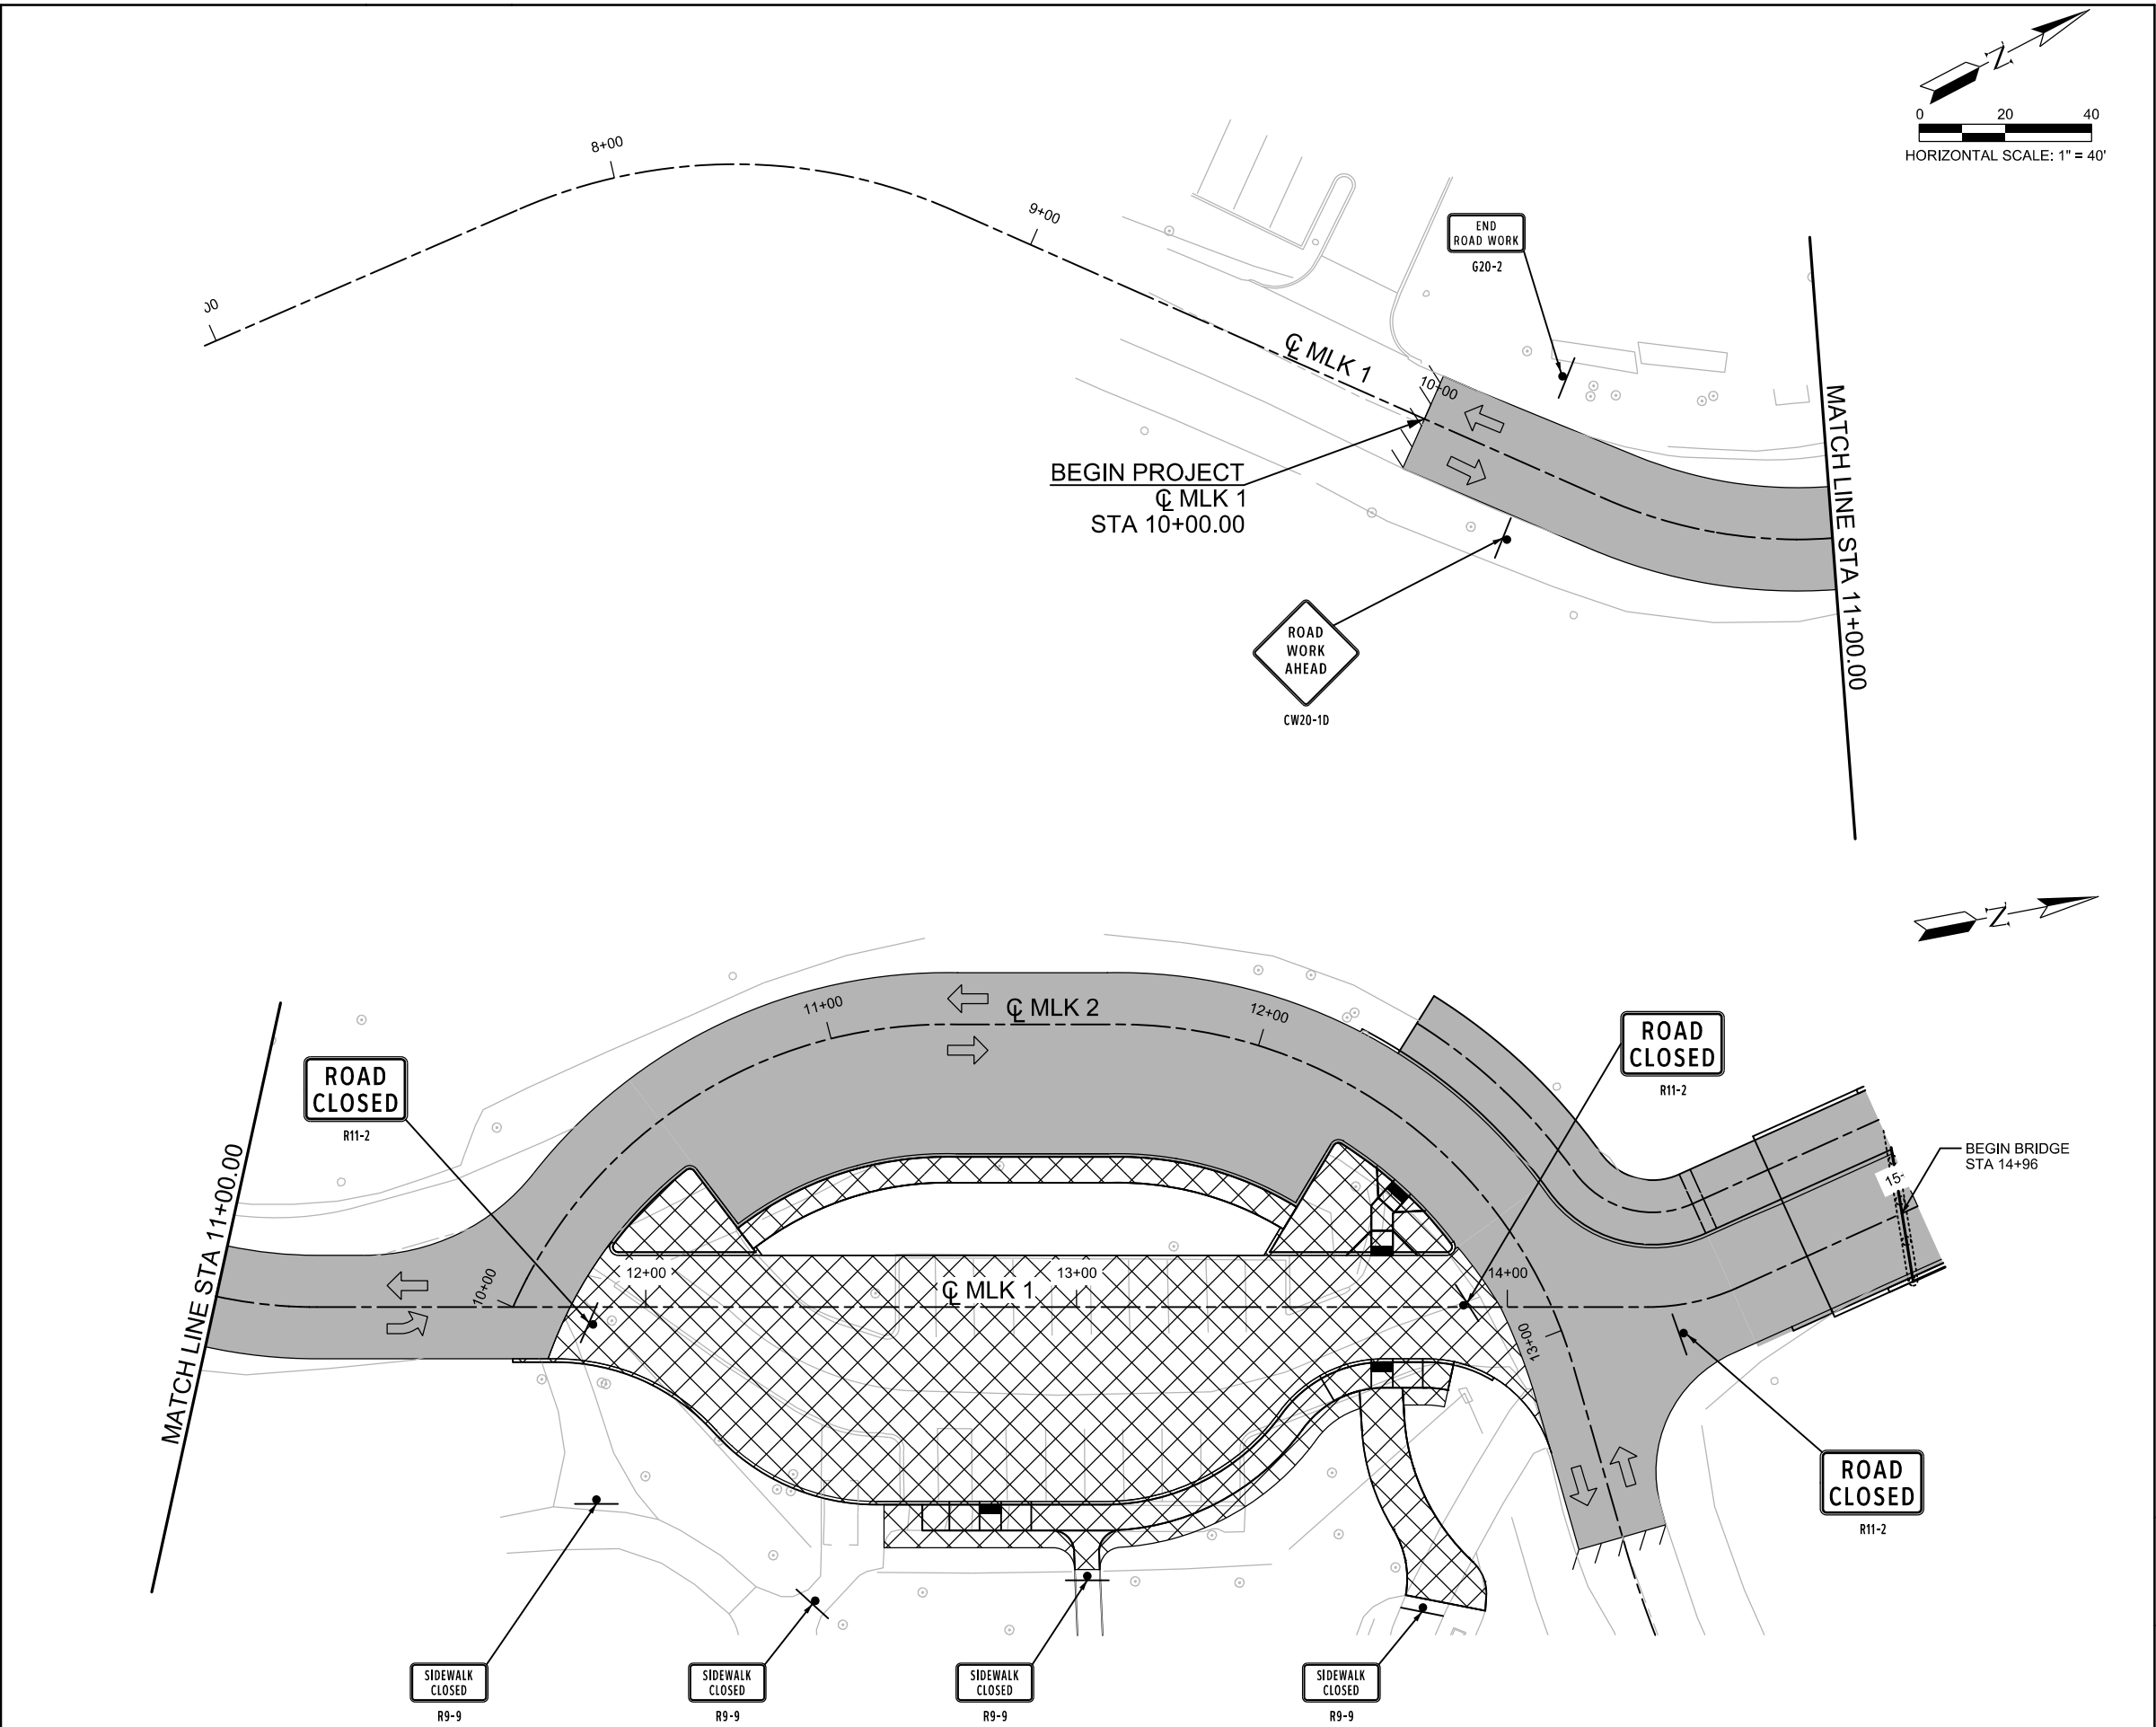 N
0 20 40
HORIZONTAL SCALE: 1" = 40'
8+00
9+00
00
℄ MLK 1
10+00
END
ROAD WORK
G20-2
BEGIN PROJECT
℄ MLK 1
STA 10+00.00
ROAD
WORK
AHEAD
CW20-1D
MATCH LINE STA 11+00.00
N
MATCH LINE STA 11+00.00
ROAD
CLOSED
R11-2
10+00
11+00
℄ MLK 2
12+00
ROAD
CLOSED
R11-2
BEGIN BRIDGE
STA 14+96
15-
12+00
℄ MLK 1
13+00
14+00
13+00
ROAD
CLOSED
R11-2
SIDEWALK
CLOSED
R9-9
SIDEWALK
CLOSED
R9-9
SIDEWALK
CLOSED
R9-9
SIDEWALK
CLOSED
R9-9